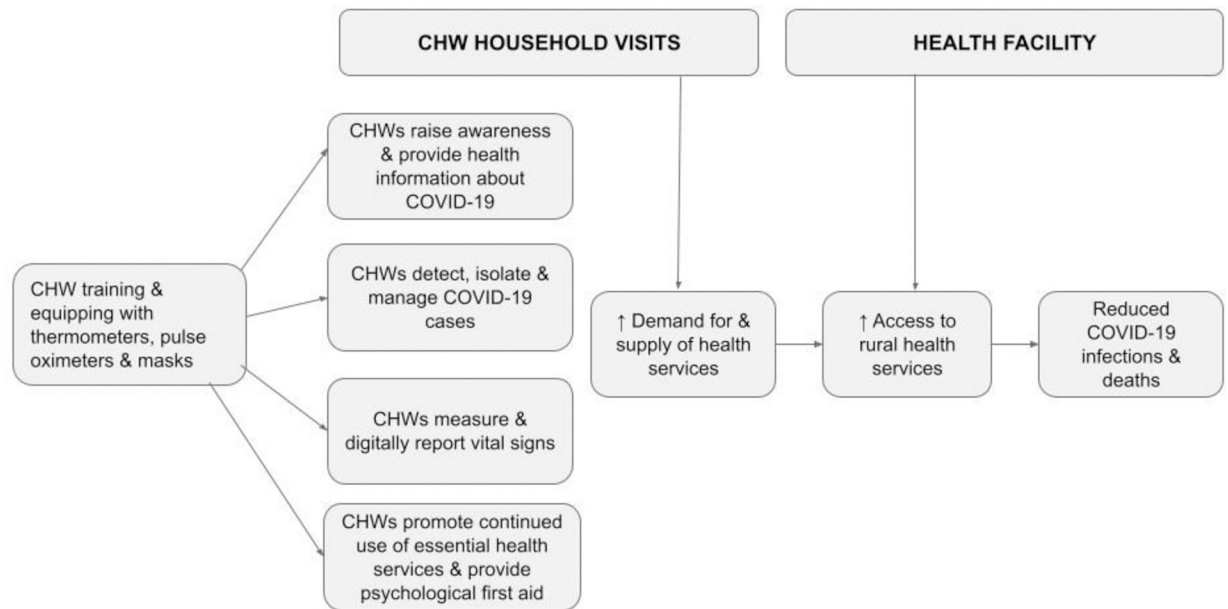 CHW HOUSEHOLD VISITS
HEALTH FACILITY
CHWs raise awareness
& provide health
information about
COVID-19
CHW training &
equipping with
thermometers, pulse
oximeters & masks
CHWs detect, isolate &
manage COVID-19
cases
CHWs measure &
digitally report vital signs
CHWs promote continued
use of essential health
services & provide
psychological first aid
↑ Demand for &
supply of health
services
↑ Access to
rural health
services
Reduced
COVID-19
infections &
deaths